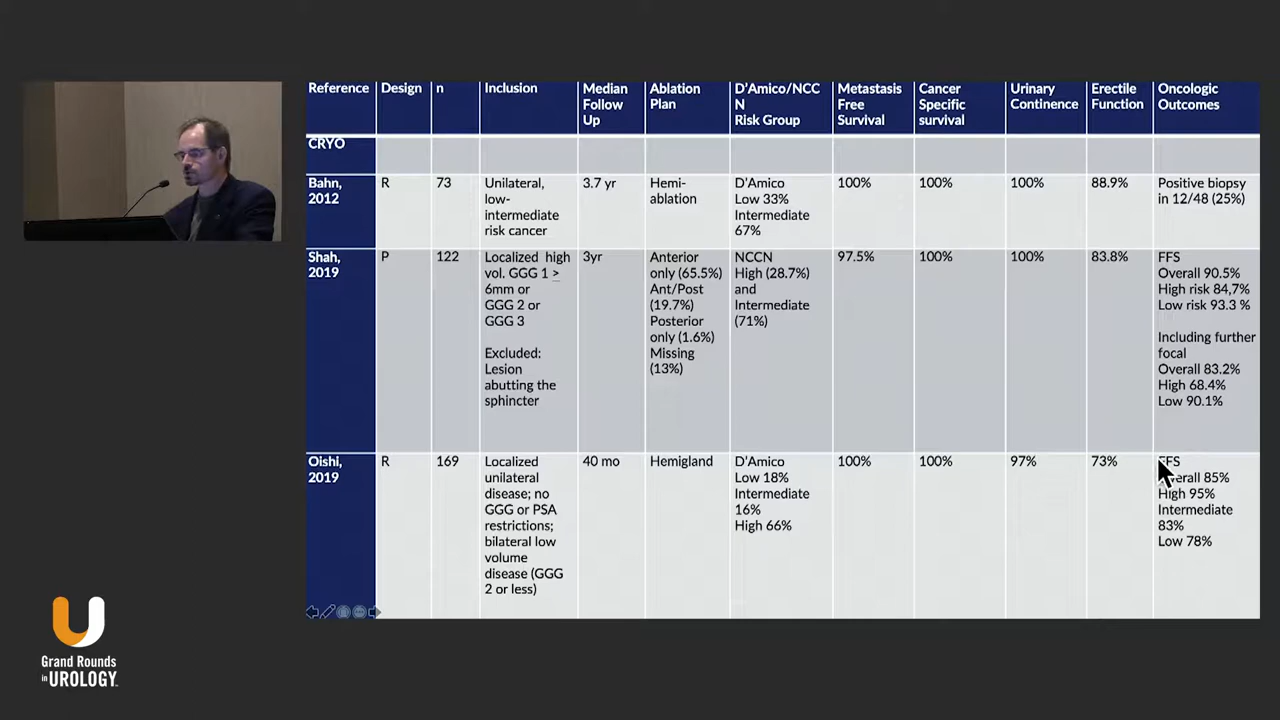 Reference
Design
n
Inclusion
Median
Follow
Up
Ablation
Plan
D'Amico/NCC
N
Risk Group
Metastasis
Free
Survival
Cancer
Specific
survival
Urinary
Continence
Erectile
Function
Oncologic
Outcomes
CRYO
Bahn,
2012
R
73
Unilateral,
low-
intermediate
risk cancer
3.7 yr
Hemi-
ablation
D'Amico
Low 33%
Intermediate
67%
100%
100%
100%
88.9%
Positive biopsy
in 12/48 (25%)
Shah,
2019
P
122
Localized high
vol. GGG 1 >
6mm or
GGG 2 or
GGG 3
Excluded:
Lesion
abutting the
sphincter
3yr
Anterior
only (65.5%)
Ant/Post
(19.7%)
Posterior
only (1.6%)
Missing
(13%)
NCCN
High (28.7%)
and
Intermediate
(71%)
97.5%
100%
100%
83.8%
FFS
Overall 90.5%
High risk 84,7%
Low risk 93.3 %
Including further
focal
Overall 83.2%
High 68.4%
Low 90.1%
Oishi,
2019
R
169
Localized
unilateral
disease; no
GGG or PSA
restrictions;
bilateral low
volume
disease (GGG
2 or less)
40 mo
Hemigland
D'Amico
Low 18%
Intermediate
16%
High 66%
100%
100%
97%
73%
FFS
Overall 85%
High 95%
Intermediate
83%
Low 78%
Grand Rounds
in UROLOGY